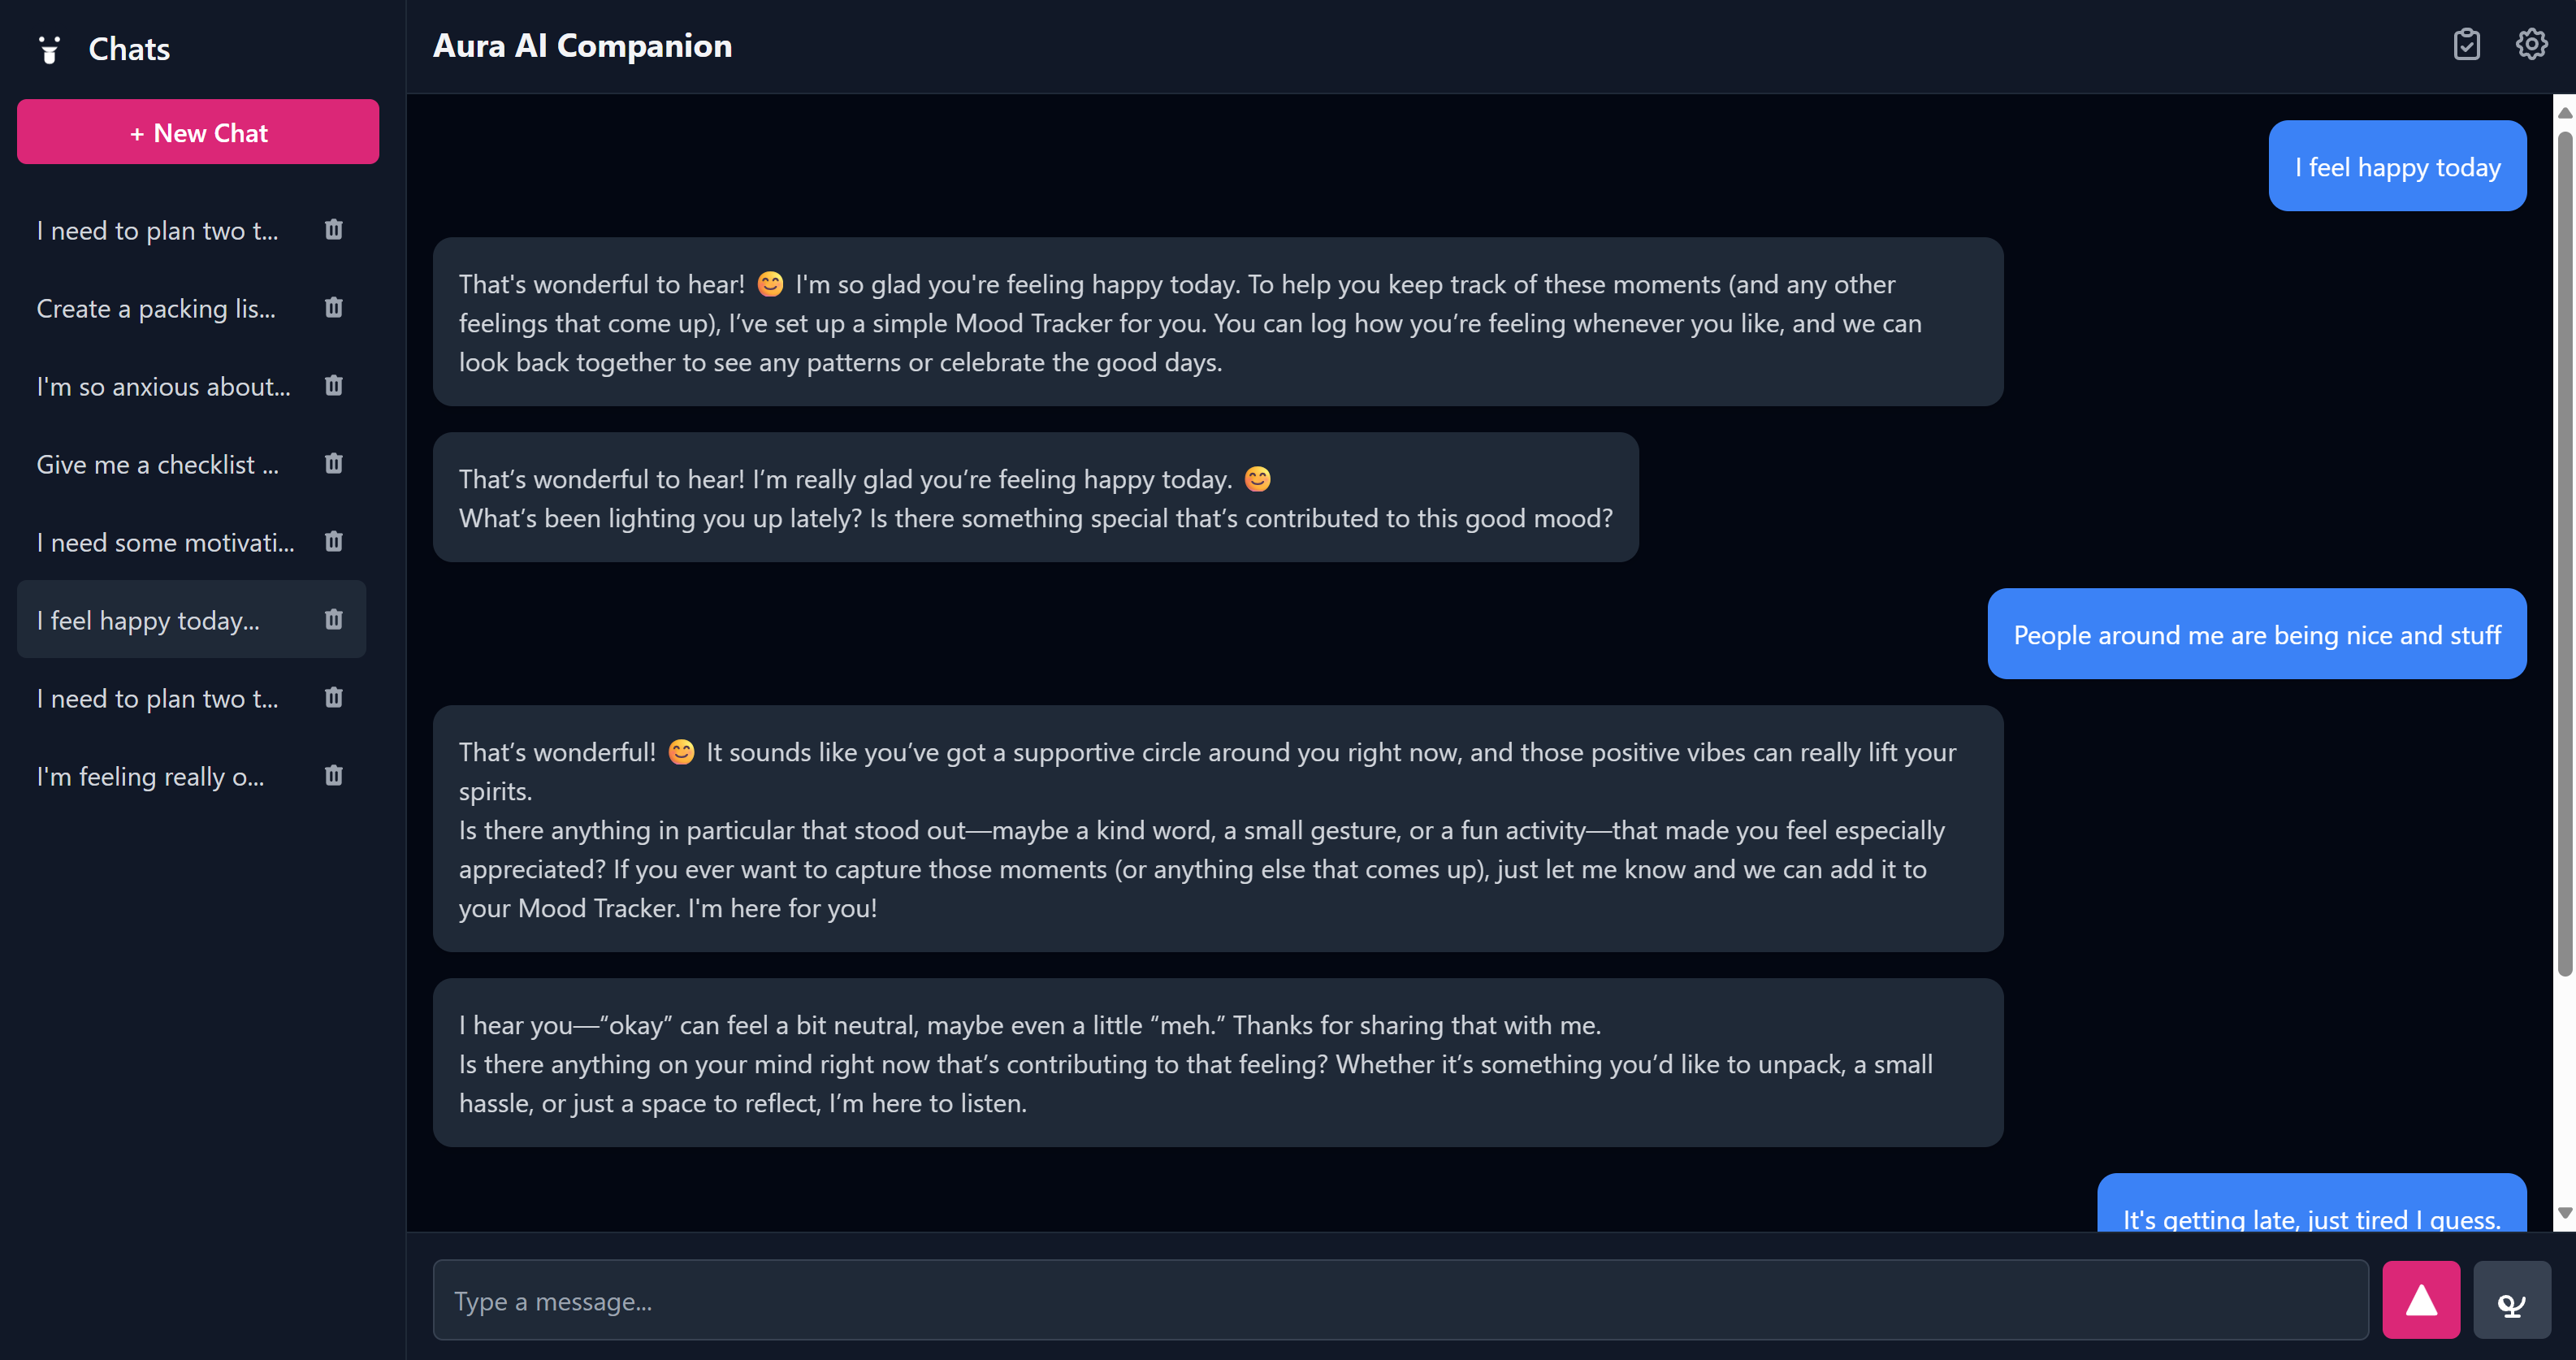 Chats
+ New Chat
I need to plan two t...
Create a packing lis...
I'm so anxious about...
Give me a checklist ...
I need some motivati...
I feel happy today...
I need to plan two t...
I'm feeling really o...
Aura AI Companion
I feel happy today
That's wonderful to hear! 😊 I'm so glad you're feeling happy today. To help you keep track of these moments (and any other
feelings that come up), I’ve set up a simple Mood Tracker for you. You can log how you’re feeling whenever you like, and we can
look back together to see any patterns or celebrate the good days.
That’s wonderful to hear! I’m really glad you’re feeling happy today. 😊
What’s been lighting you up lately? Is there something special that’s contributed to this good mood?
People around me are being nice and stuff
That’s wonderful! 😊 It sounds like you’ve got a supportive circle around you right now, and those positive vibes can really lift your
spirits.
Is there anything in particular that stood out—maybe a kind word, a small gesture, or a fun activity—that made you feel especially
appreciated? If you ever want to capture those moments (or anything else that comes up), just let me know and we can add it to
your Mood Tracker. I'm here for you!
I hear you—“okay” can feel a bit neutral, maybe even a little “meh.” Thanks for sharing that with me.
Is there anything on your mind right now that’s contributing to that feeling? Whether it’s something you’d like to unpack, a small
hassle, or just a space to reflect, I’m here to listen.
It's getting late, just tired I guess.
Type a message...